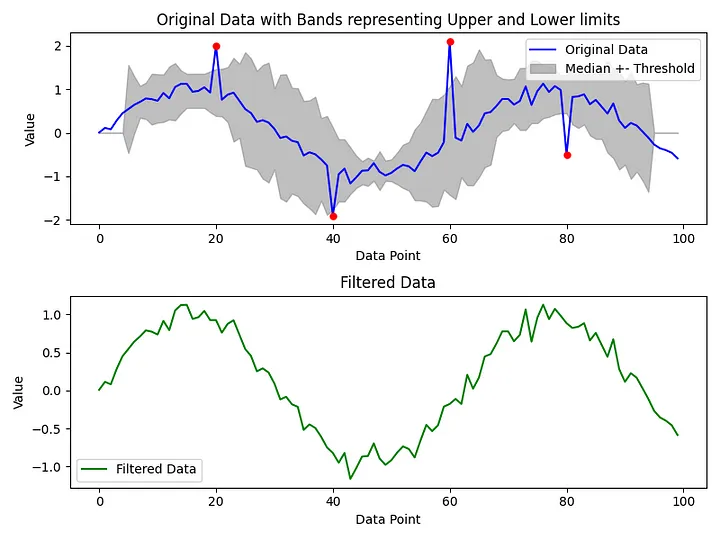 Original Data with Bands representing Upper and Lower limits
2
1
0
−1
−2
Value
Original Data
Median +- Threshold
0 20 40 60 80 100
Data Point
Filtered Data
1.0
0.5
0.0
−0.5
−1.0
Value
Filtered Data
0 20 40 60 80 100
Data Point